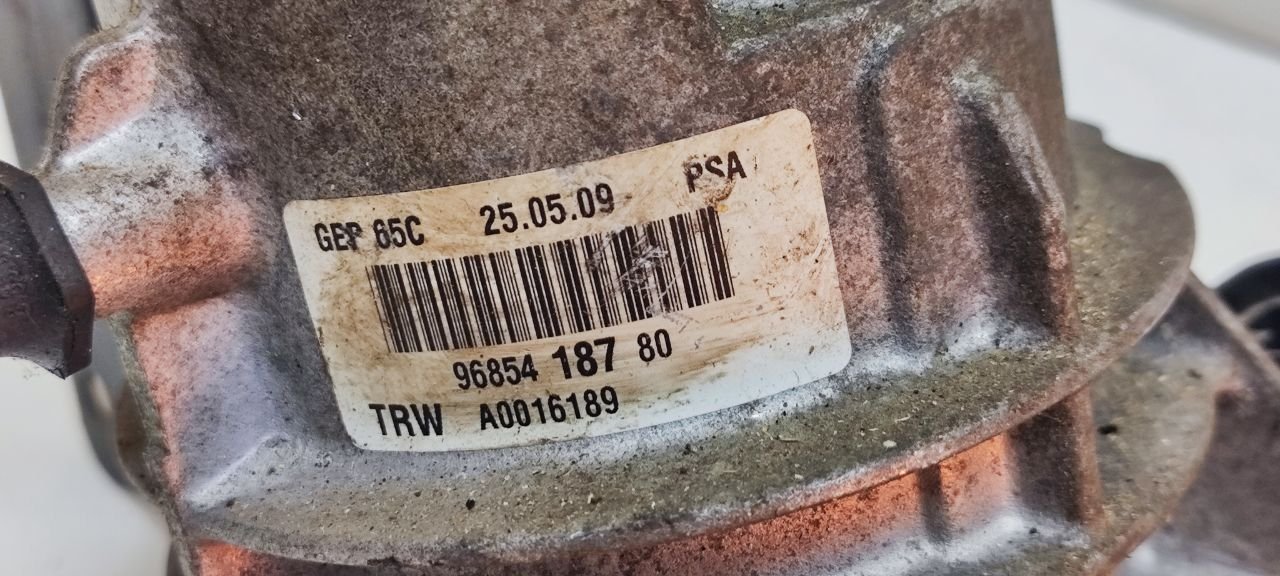 GEP 65C 25.05.09 PSA
96854 187 80
TRW A0016189